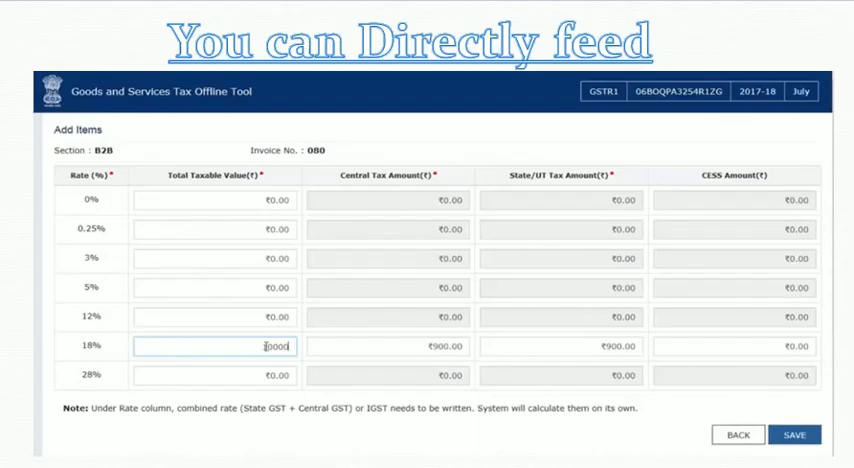 You can Directly feed
Goods and Services Tax Offline Tool
GSTR1 06BOQPA3254R1ZG 2017-18 July
Add Items
Section : B2B Invoice No. : 080
Rate (%)* Total Taxable Value(₹)* Central Tax Amount(₹)* State/UT Tax Amount(₹)* CESS Amount(₹)
0% ₹0.00 ₹0.00 ₹0.00 ₹0.00
0.25% ₹0.00 ₹0.00 ₹0.00 ₹0.00
3% ₹0.00 ₹0.00 ₹0.00 ₹0.00
5% ₹0.00 ₹0.00 ₹0.00 ₹0.00
12% ₹0.00 ₹0.00 ₹0.00 ₹0.00
18% 10000 ₹900.00 ₹900.00 ₹0.00
28% ₹0.00 ₹0.00 ₹0.00 ₹0.00
Note: Under Rate column, combined rate (State GST + Central GST) or IGST needs to be written. System will calculate them on its own.
BACK SAVE